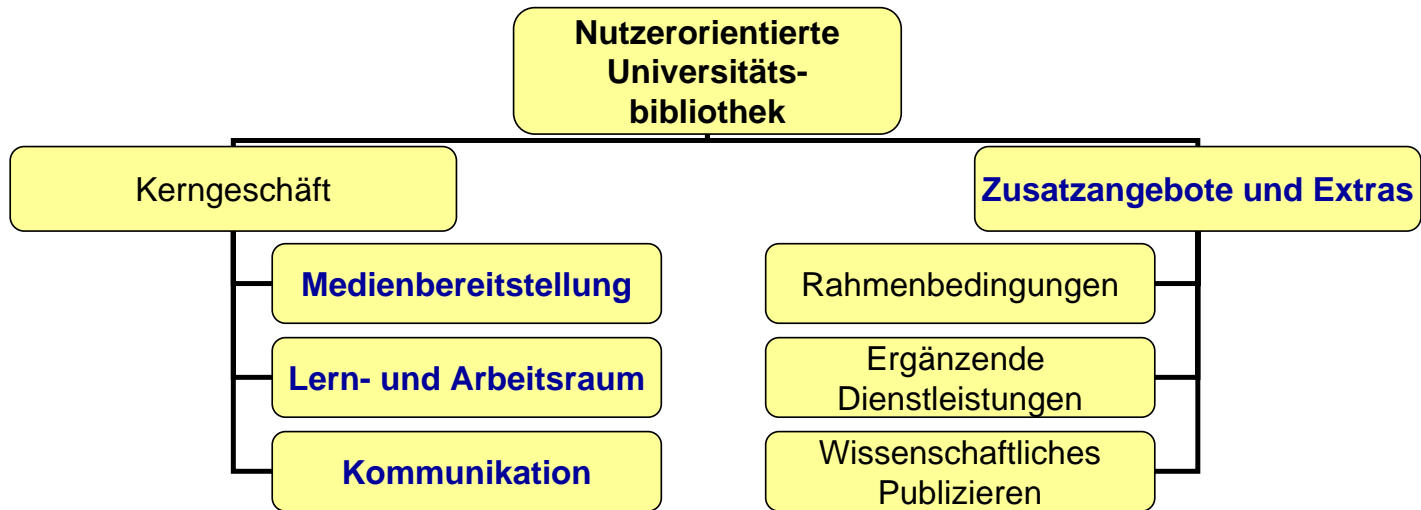 Nutzerorientierte
Universitäts-
bibliothek
Kerngeschäft
Zusatzangebote und Extras
Medienbereitstellung
Rahmenbedingungen
Lern- und Arbeitsraum
Ergänzende
Dienstleistungen
Kommunikation
Wissenschaftliches
Publizieren